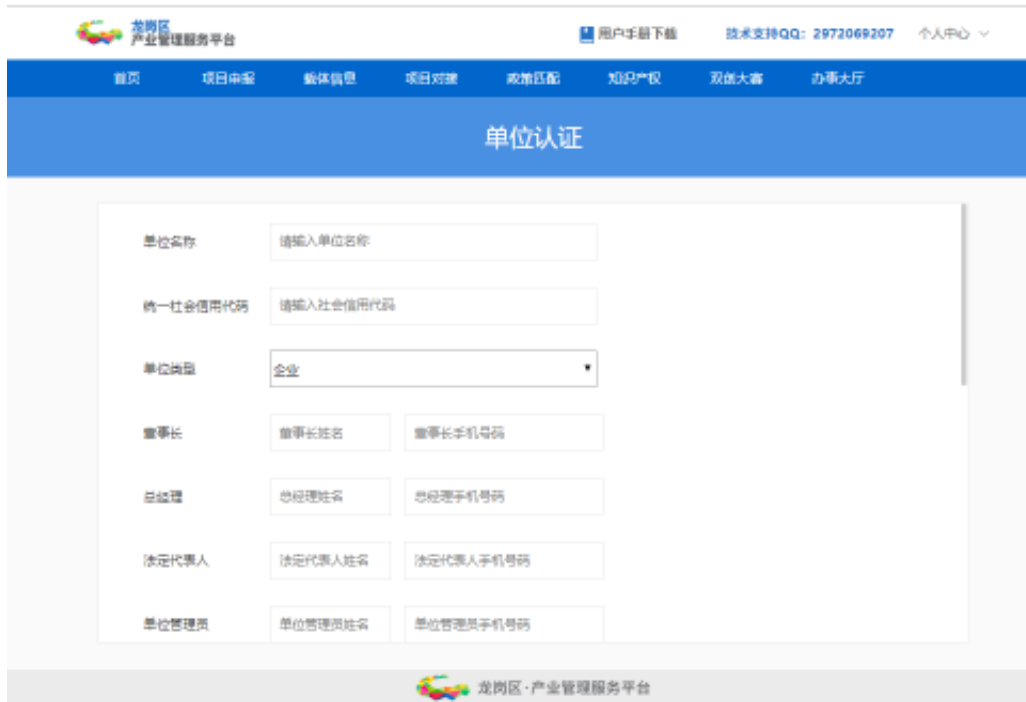 龙岗区
产业管理服务平台
用户手册下载 技术支持QQ：2972069207 个人中心
首页 项目申报 载体信息 项目对接 政策匹配 知识产权 双创大赛 办事大厅
单位认证
单位名称 请输入单位名称
统一社会信用代码 请输入社会信用代码
单位类型 企业
董事长 董事长姓名 董事长手机号码
总经理 总经理姓名 总经理手机号码
法定代表人 法定代表人姓名 法定代表人手机号码
单位管理员 单位管理员姓名 单位管理员手机号码
龙岗区·产业管理服务平台